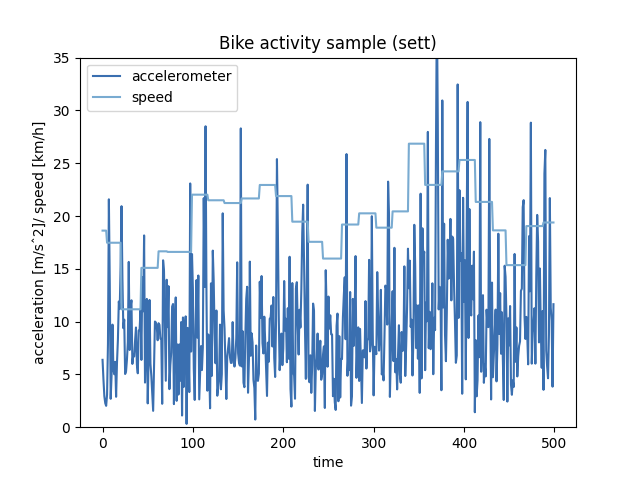 Bike activity sample (sett)
accelerometer
speed
acceleration [m/s^2]/ speed [km/h]
35
30
25
20
15
10
5
0
0 100 200 300 400 500
time